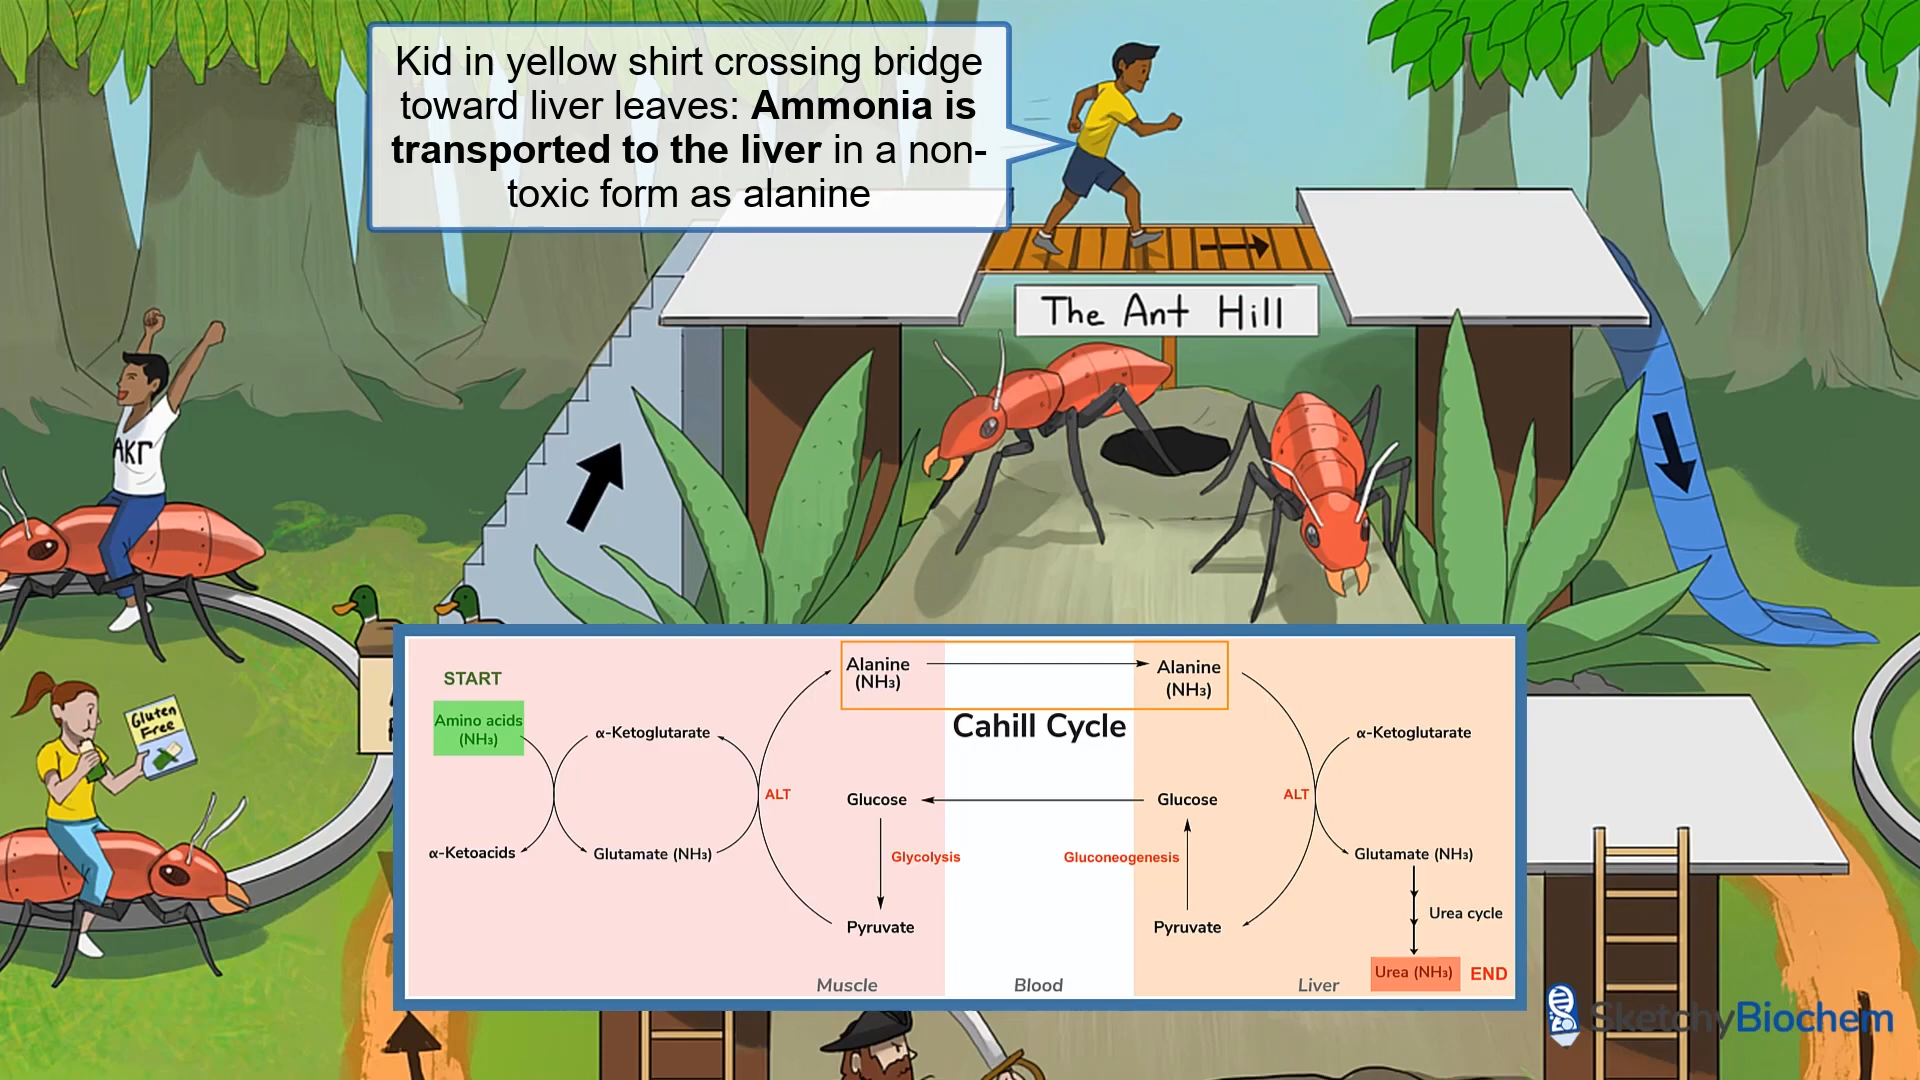 Kid in yellow shirt crossing bridge
toward liver leaves: Ammonia is
transported to the liver in a non-
toxic form as alanine
The Ant Hill
ΑΚΓ
Gluten
Free
START
Amino acids
(NH₃)
α-Ketoglutarate
α-Ketoacids
Glutamate (NH₃)
ALT
Alanine
(NH₃)
Alanine
(NH₃)
Cahill Cycle
Glucose
Glucose
Glycolysis
Gluconeogenesis
Pyruvate
Pyruvate
ALT
α-Ketoglutarate
Glutamate (NH₃)
Urea cycle
Urea (NH₃)
END
Muscle
Blood
Liver
SketchyBiochem